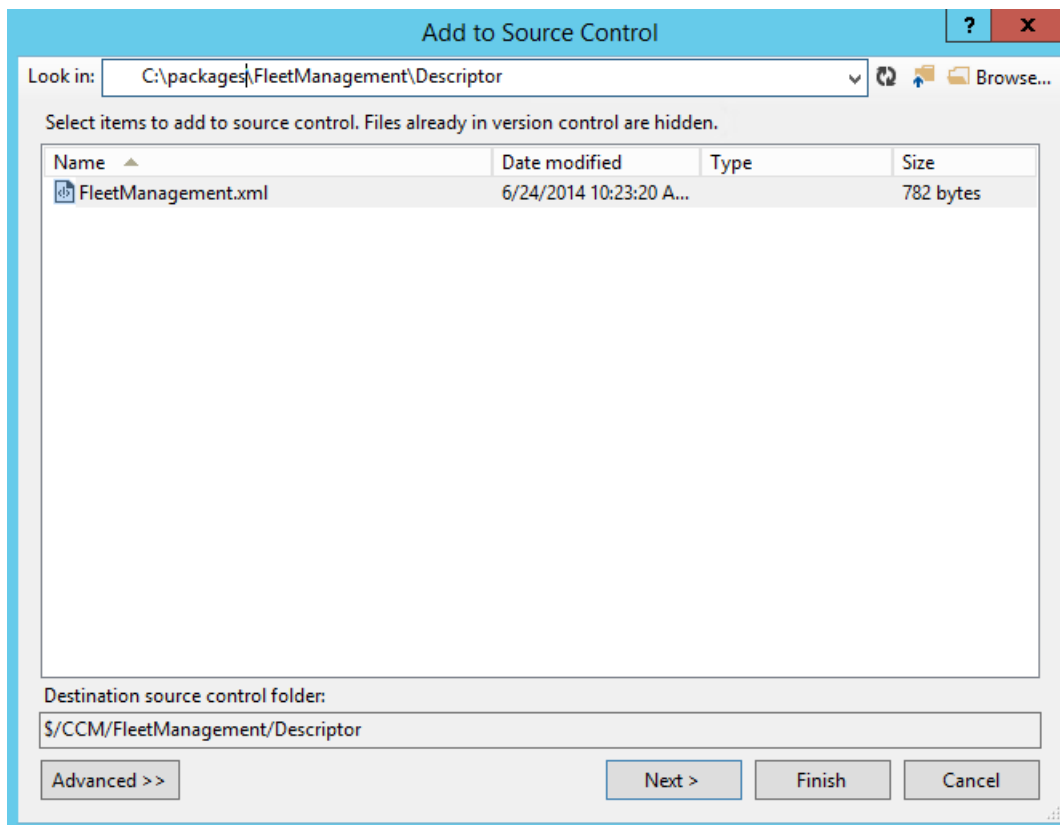 Add to Source Control
? x
Look in: C:\packages\FleetManagement\Descriptor Browse...
Select items to add to source control. Files already in version control are hidden.
Name Date modified Type Size
FleetManagement.xml 6/24/2014 10:23:20 A... 782 bytes
Destination source control folder:
$/CCM/FleetManagement/Descriptor
Advanced >> Next > Finish Cancel